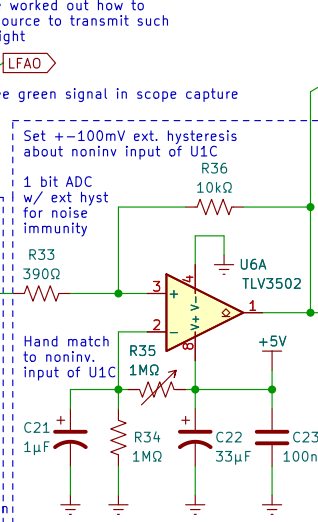 worked out how to
ource to transmit such
ight
LFAO
e green signal in scope capture
Set +-100mV ext. hysteresis
about noninv input of U1C
R36
10kΩ
1 bit ADC
w/ ext hyst
for noise
immunity
R33
390Ω
3
+
4
V-
U6A
TLV3502
1
2
-
V+
8
Hand match
to noninv.
input of U1C
R35
1MΩ
+5V
C21
1µF
+
R34
1MΩ
+
C22
33µF
C23
100n
n